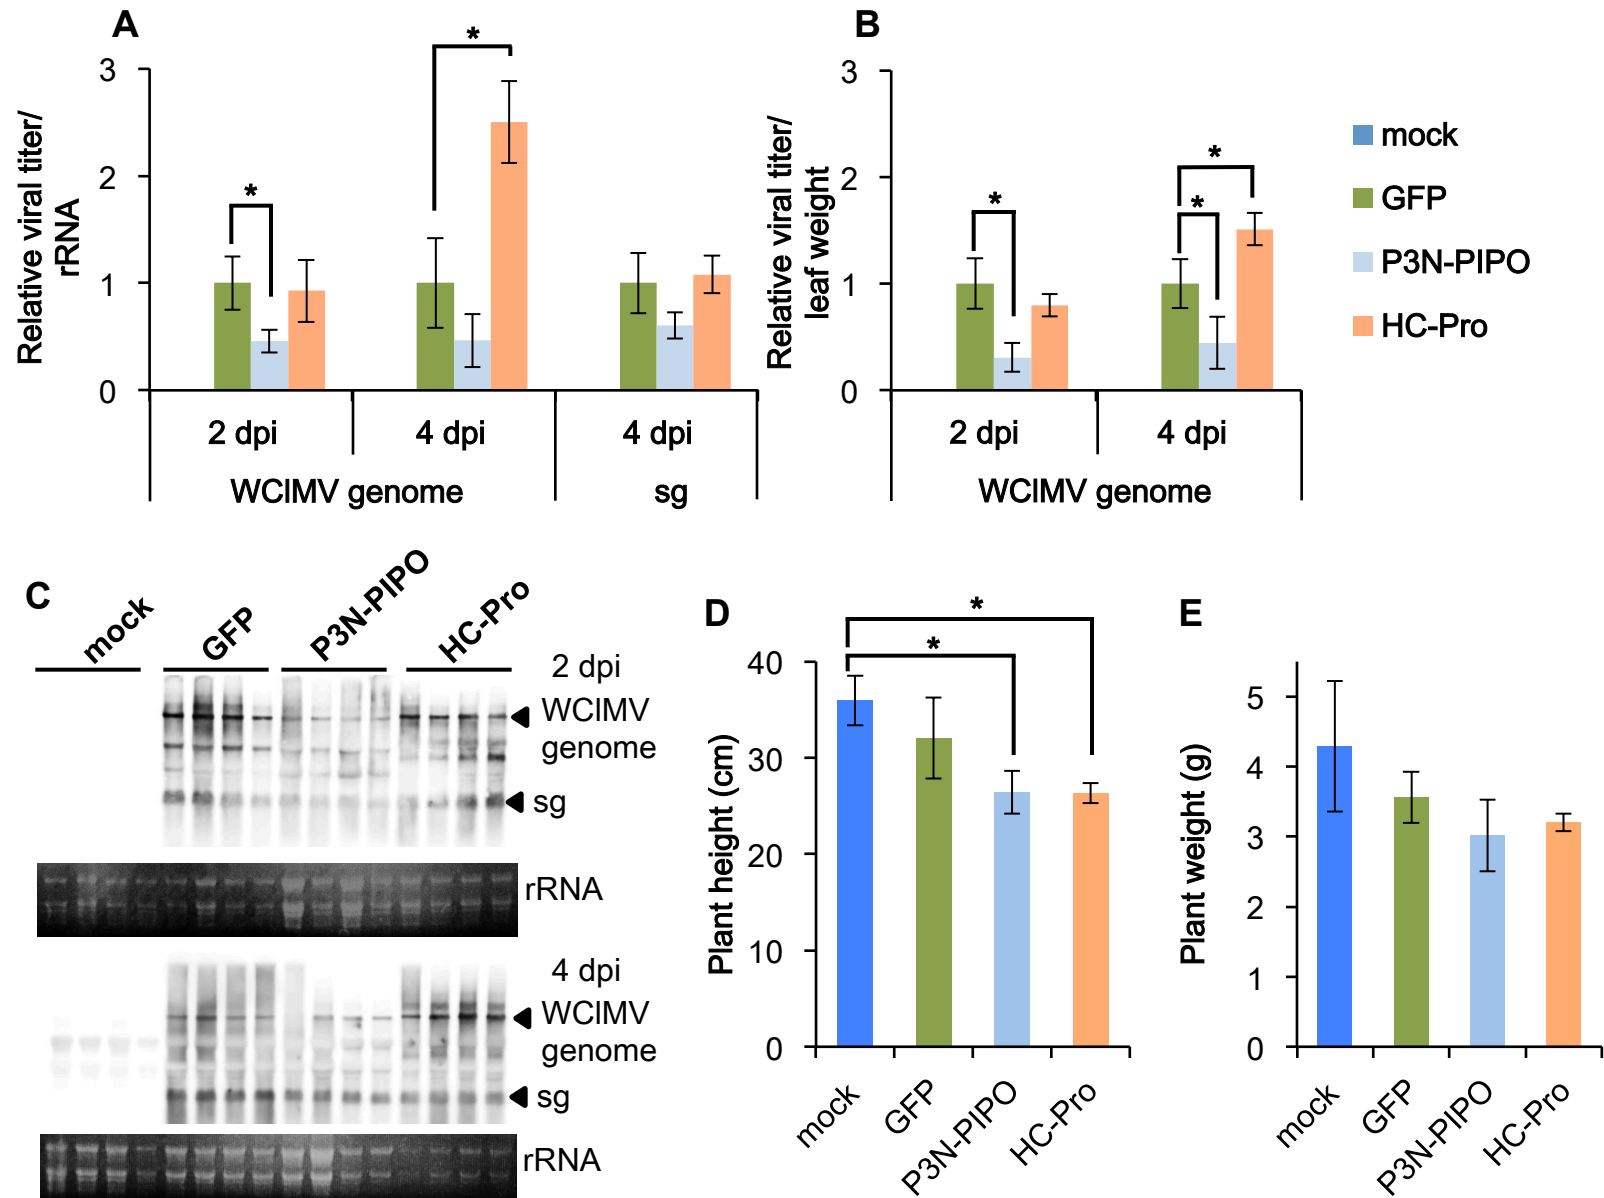 A
Relative viral titer/
rRNA
3
2
1
0
*
*
2 dpi
4 dpi
4 dpi
WClMV genome
sg
B
Relative viral titer/
leaf weight
3
2
1
0
*
*
*
2 dpi
4 dpi
WClMV genome
mock
GFP
P3N-PIPO
HC-Pro
C
mock
GFP
P3N-PIPO
HC-Pro
2 dpi
WClMV
genome
sg
rRNA
4 dpi
WClMV
genome
sg
rRNA
D
Plant height (cm)
40
30
20
10
0
*
*
mock
GFP
P3N-PIPO
HC-Pro
E
Plant weight (g)
5
4
3
2
1
0
mock
GFP
P3N-PIPO
HC-Pro